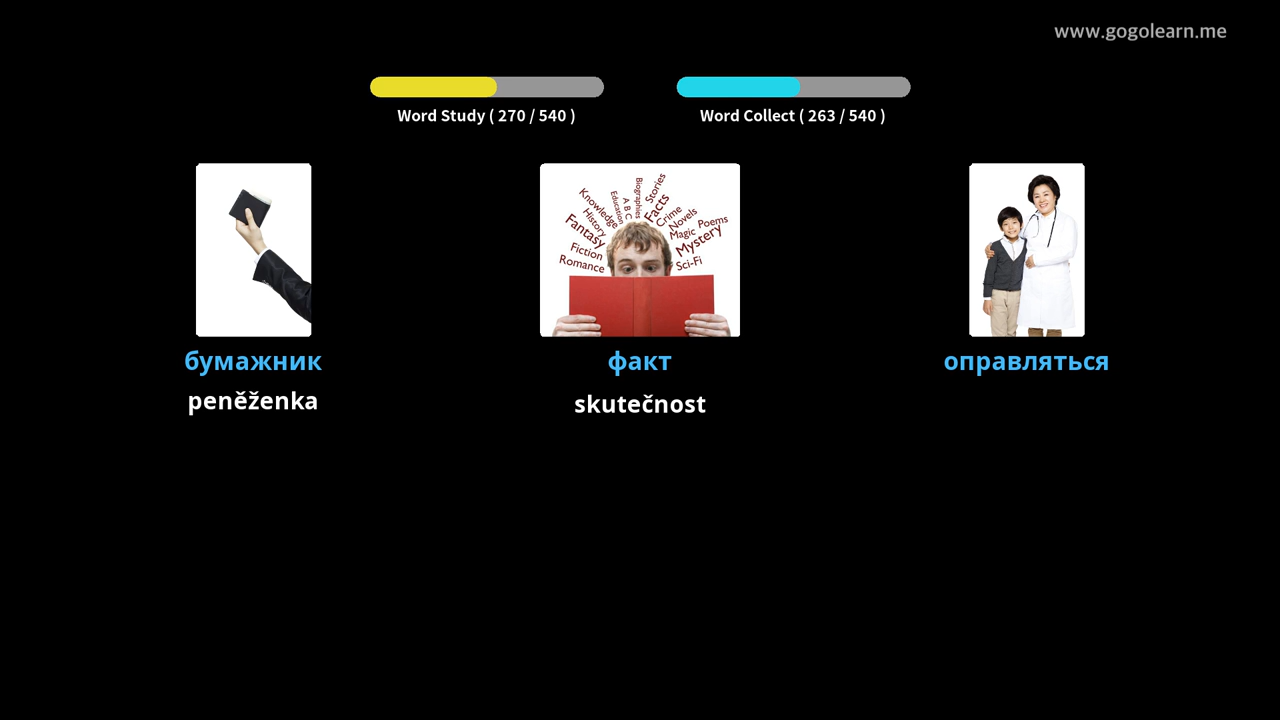 www.gogolearn.me
Word Study ( 270 / 540 )
Word Collect ( 263 / 540 )
Knowledge
Education
A B C
Biographies
Stories
Facts
History
Crime
Novels
Fantasy
Magic
Poems
Fiction
Mystery
Romance
Sci-Fi
бумажник
факт
оправляться
peněženka
skutečnost